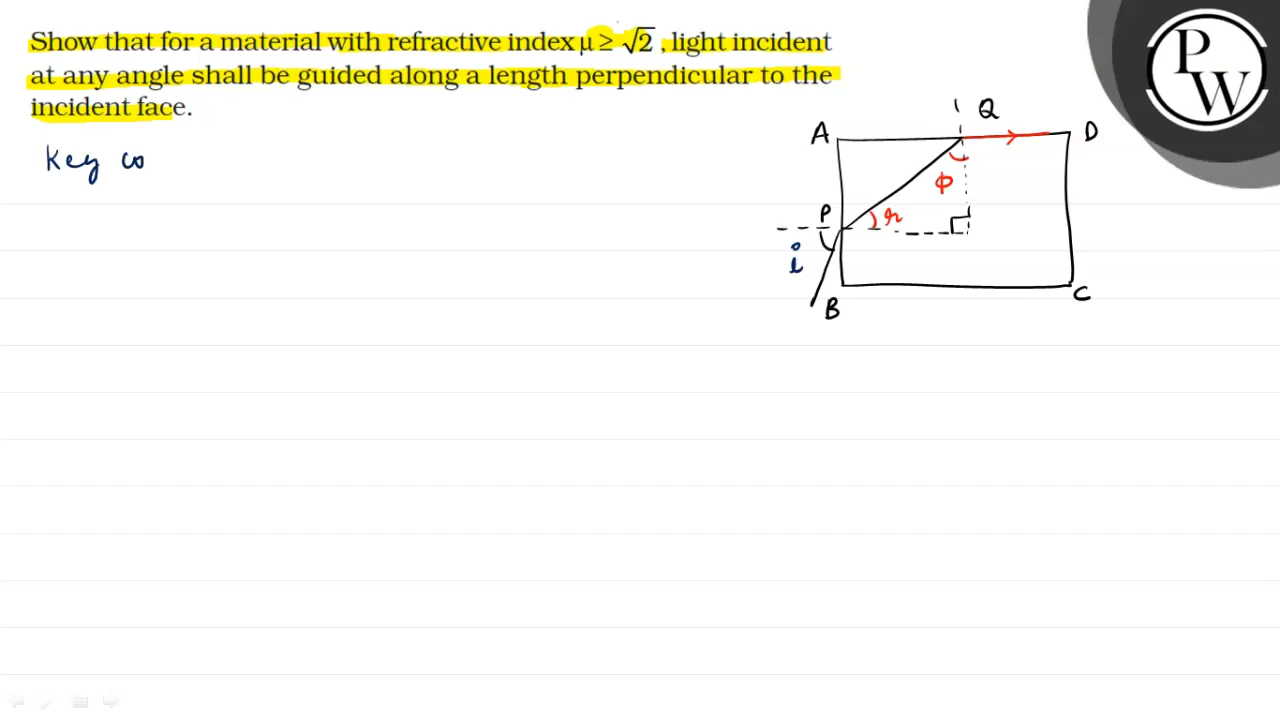 Show that for a material with refractive index μ ≥ √2 , light incident
at any angle shall be guided along a length perpendicular to the
incident face.
Key co
P
W
A
Q
D
P
r
ϕ
i
B
C